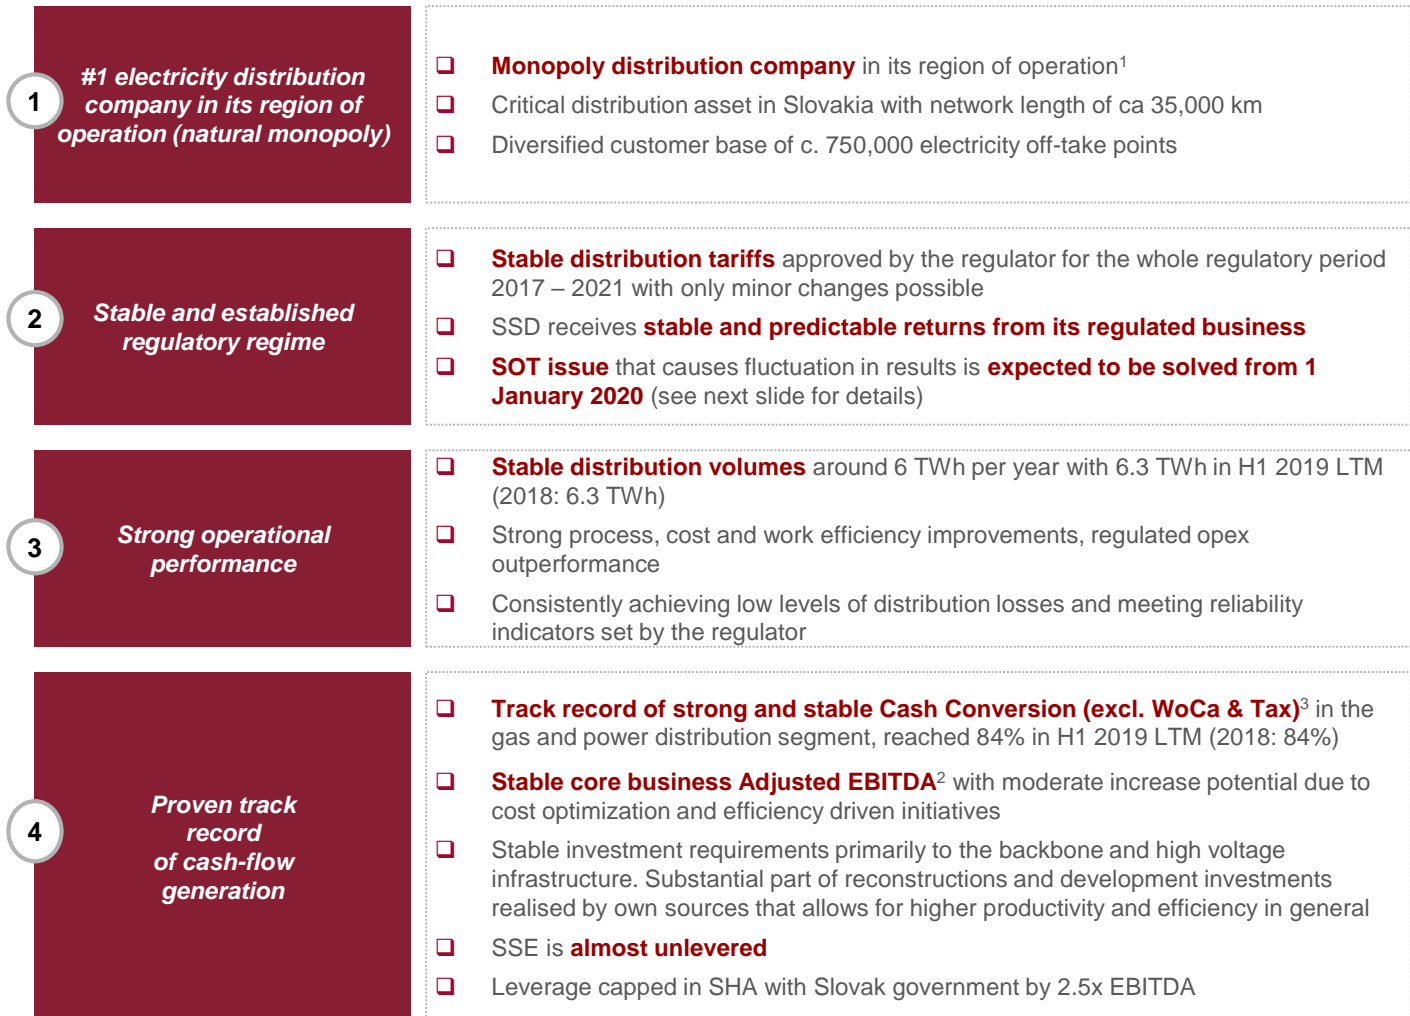 1
#1 electricity distribution
company in its region of
operation (natural monopoly)
❑ Monopoly distribution company in its region of operation¹
❑ Critical distribution asset in Slovakia with network length of ca 35,000 km
❑ Diversified customer base of c. 750,000 electricity off-take points
2
Stable and established
regulatory regime
❑ Stable distribution tariffs approved by the regulator for the whole regulatory period
2017 – 2021 with only minor changes possible
❑ SSD receives stable and predictable returns from its regulated business
❑ SOT issue that causes fluctuation in results is expected to be solved from 1
January 2020 (see next slide for details)
3
Strong operational
performance
❑ Stable distribution volumes around 6 TWh per year with 6.3 TWh in H1 2019 LTM
(2018: 6.3 TWh)
❑ Strong process, cost and work efficiency improvements, regulated opex
outperformance
❑ Consistently achieving low levels of distribution losses and meeting reliability
indicators set by the regulator
4
Proven track
record
of cash-flow
generation
❑ Track record of strong and stable Cash Conversion (excl. WoCa & Tax)³ in the
gas and power distribution segment, reached 84% in H1 2019 LTM (2018: 84%)
❑ Stable core business Adjusted EBITDA² with moderate increase potential due to
cost optimization and efficiency driven initiatives
❑ Stable investment requirements primarily to the backbone and high voltage
infrastructure. Substantial part of reconstructions and development investments
realised by own sources that allows for higher productivity and efficiency in general
❑ SSE is almost unlevered
❑ Leverage capped in SHA with Slovak government by 2.5x EBITDA